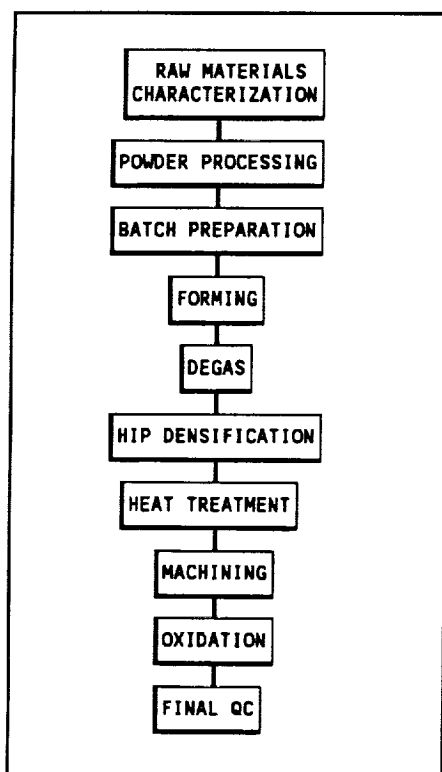 RAW MATERIALS
CHARACTERIZATION
POWDER PROCESSING
BATCH PREPARATION
FORMING
DEGAS
HIP DENSIFICATION
HEAT TREATMENT
MACHINING
OXIDATION
FINAL QC